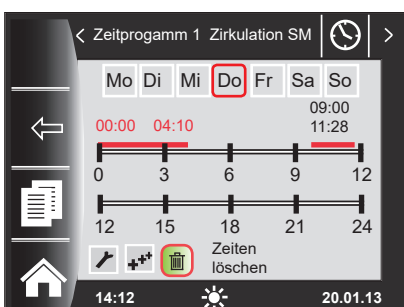 Zeitprogamm 1 Zirkulation SM
Mo Di Mi Do Fr Sa So
09:00
00:00 04:10 11:28
0 3 6 9 12
12 15 18 21 24
Zeiten
löschen
14:12 20.01.13